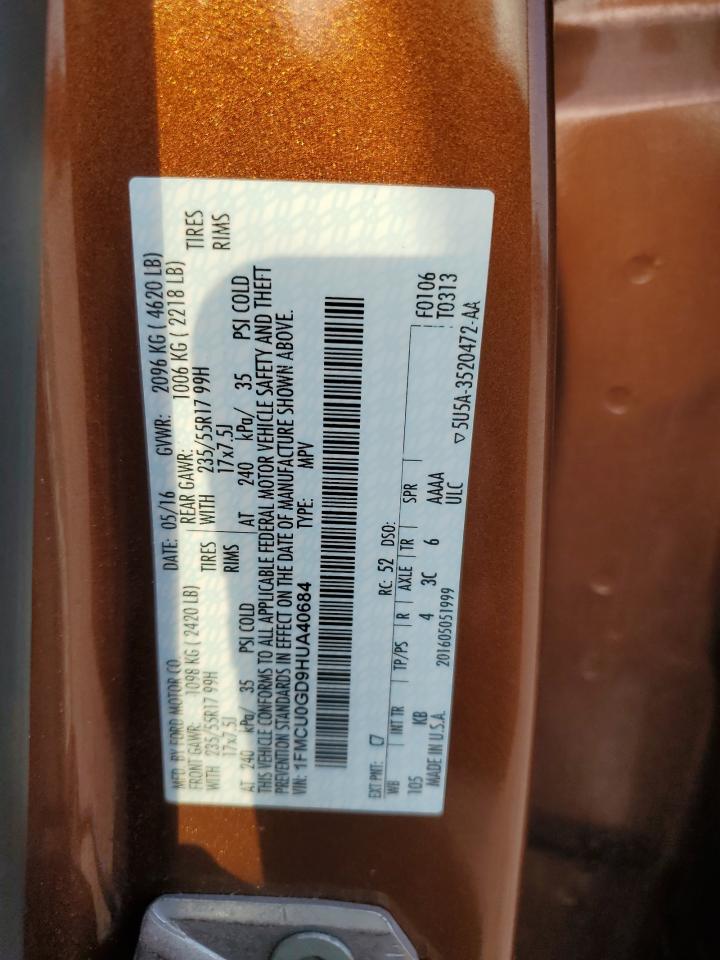 MFD. BY FORD MOTOR CO. DATE: 05/16 GVWR: 2096 KG ( 4620 LB)
FRONT GAWR: 1098 KG ( 2420 LB) REAR GAWR: 1006 KG ( 2218 LB)
WITH 235/55R17 99H TIRES WITH 235/55R17 99H TIRES
17x7.5J RIMS 17x7.5J RIMS
AT 240 kPa/ 35 PSI COLD AT 240 kPa/ 35 PSI COLD
THIS VEHICLE CONFORMS TO ALL APPLICABLE FEDERAL MOTOR VEHICLE SAFETY AND THEFT
PREVENTION STANDARDS IN EFFECT ON THE DATE OF MANUFACTURE SHOWN ABOVE.
VIN: 1FMCU0GD9HUA40684 TYPE: MPV
EXT PNT: C7 RC: 52 DSO: F0106
WB INT TR TP/PS R AXLE TR SPR T0313
105 KB 4 3C 6 AAAA
MADE IN U.S.A. 201605051999 ULC ▽5U5A-3520472-AA